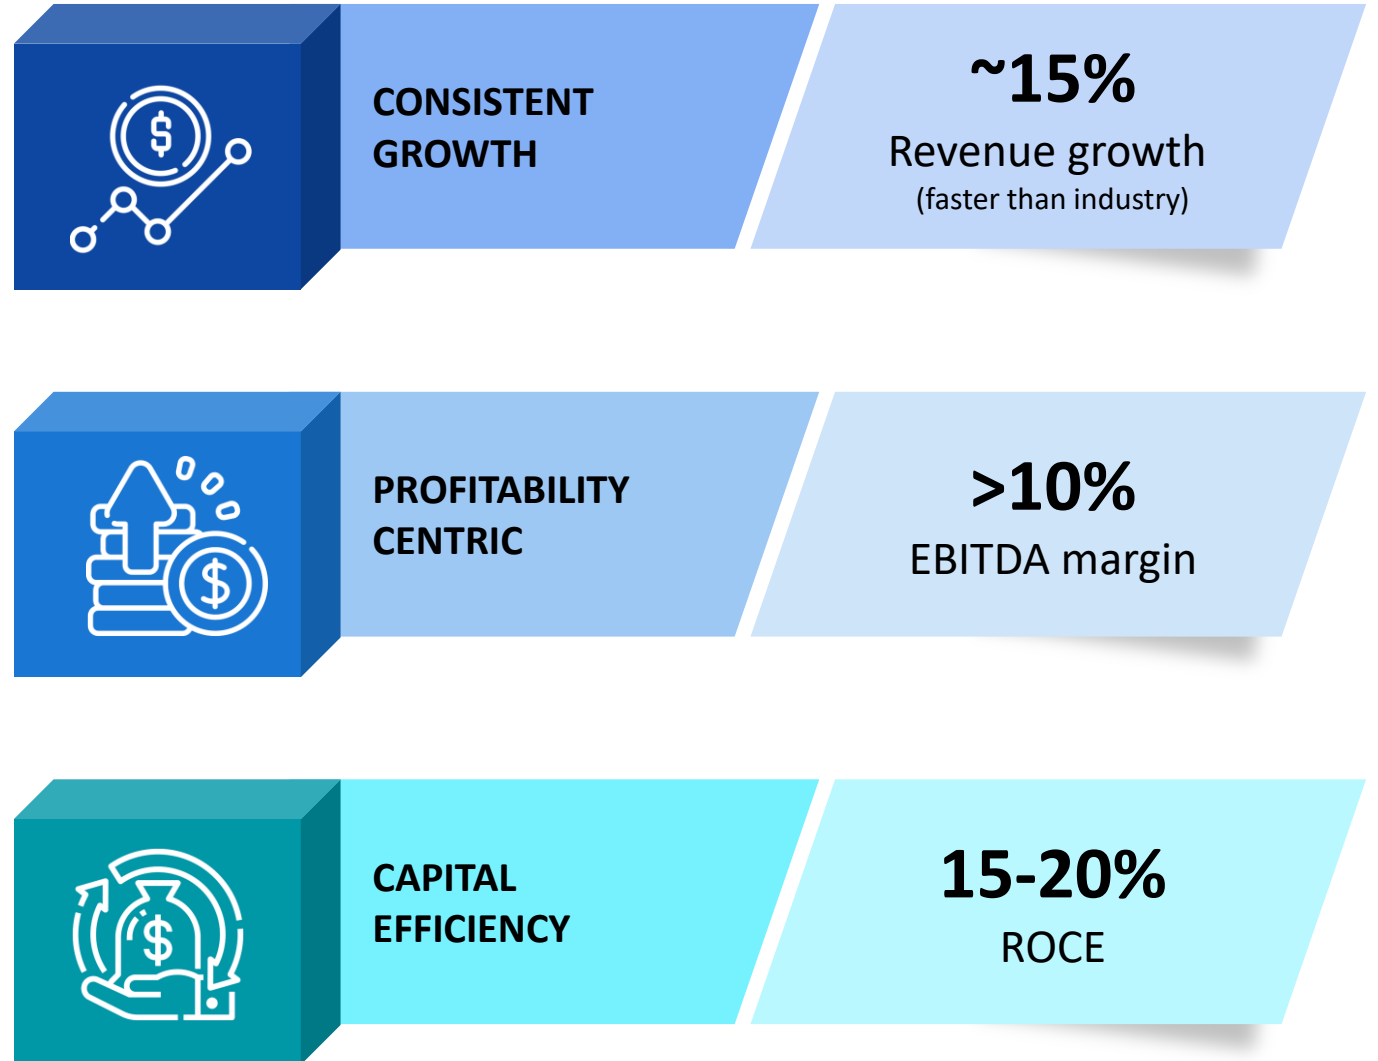 CONSISTENT
GROWTH
~15%
Revenue growth
(faster than industry)
PROFITABILITY
CENTRIC
>10%
EBITDA margin
CAPITAL
EFFICIENCY
15-20%
ROCE